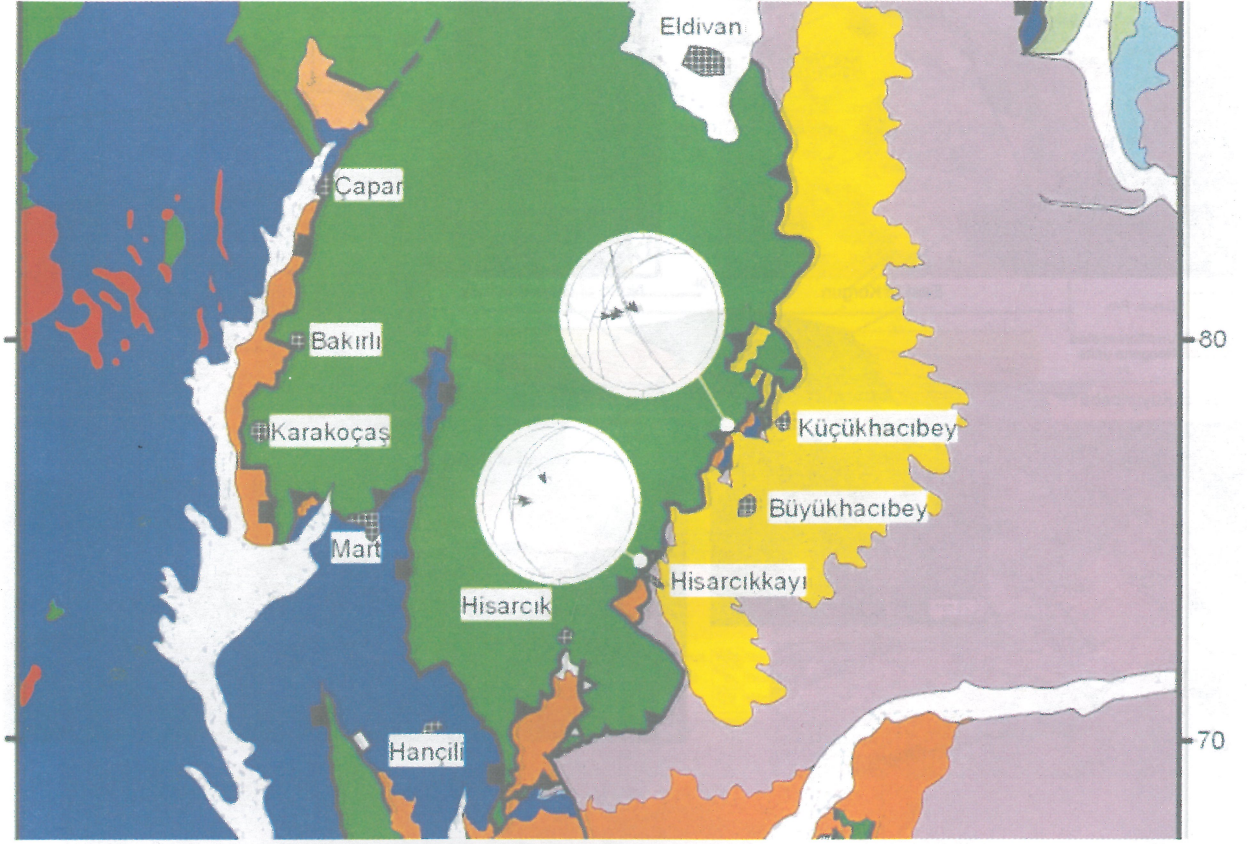 Eldivan
Çapar
80
Bakırlı
Karakoçaş
Küçükhacıbey
Büyükhacıbey
Mart
Hisarcıkkayı
Hisarcık
Hançili
70